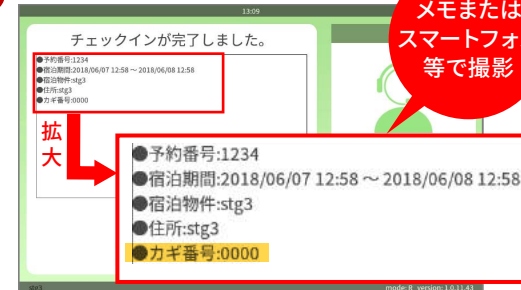 13:09
メモまたは
スマートフォ
等で撮影
チェックインが完了しました。
●予約番号:1234
●宿泊期間:2018/06/07 12:58 ～ 2018/06/08 12:58
●宿泊物件:stg3
●住所:stg3
●カギ番号:0000
拡
大
●予約番号:1234
●宿泊期間:2018/06/07 12:58 ～ 2018/06/08 12:58
●宿泊物件:stg3
●住所:stg3
●カギ番号:0000
stg3
mode: R version: 1.0.11.43